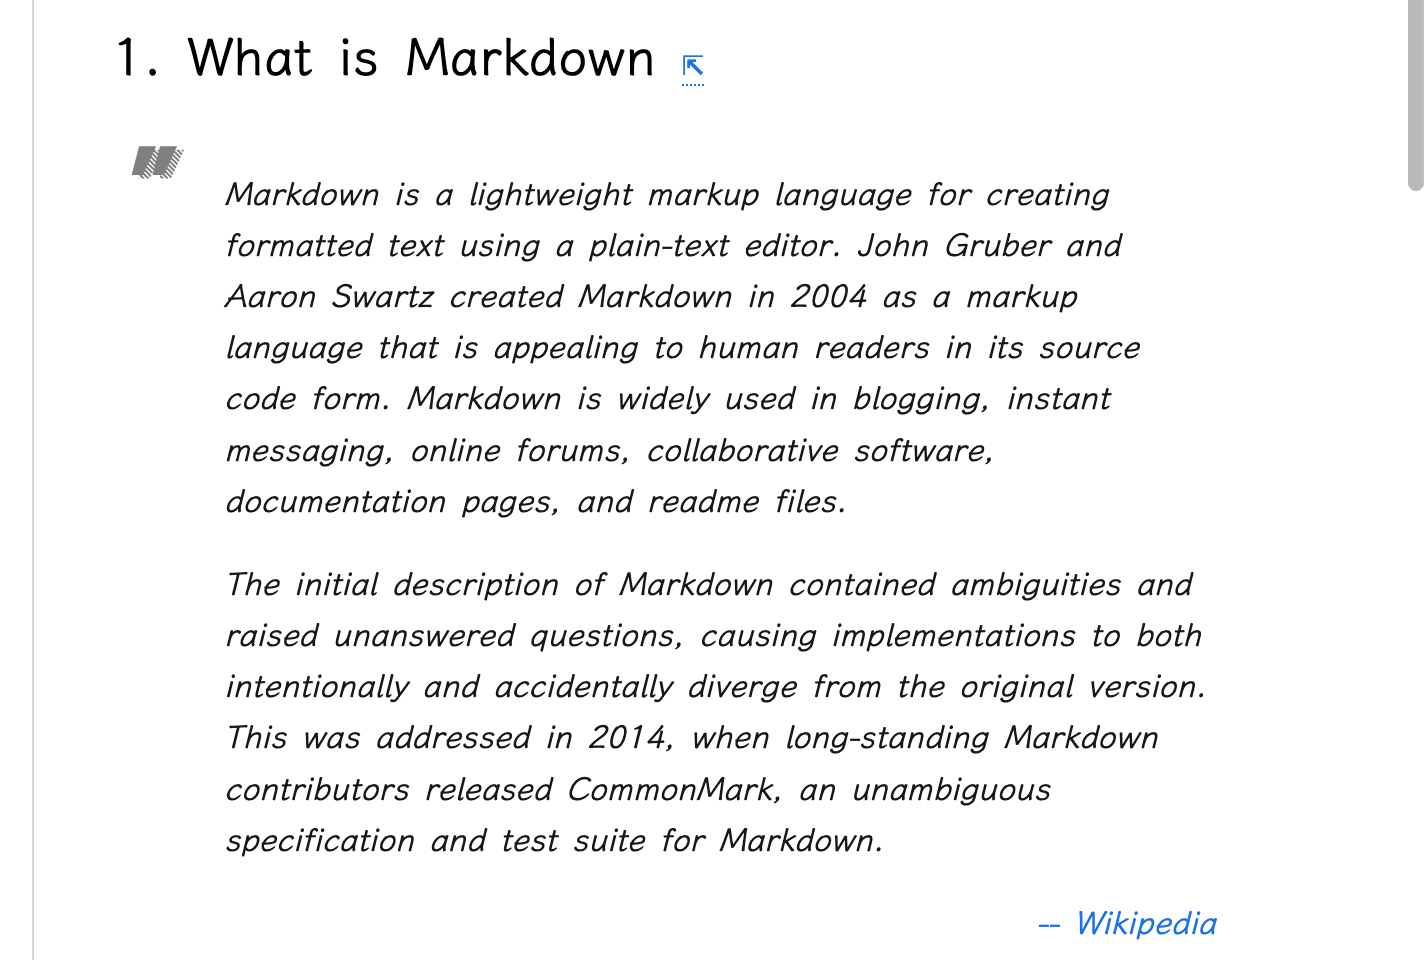 1. What is Markdown
Markdown is a lightweight markup language for creating
formatted text using a plain-text editor. John Gruber and
Aaron Swartz created Markdown in 2004 as a markup
language that is appealing to human readers in its source
code form. Markdown is widely used in blogging, instant
messaging, online forums, collaborative software,
documentation pages, and readme files.
The initial description of Markdown contained ambiguities and
raised unanswered questions, causing implementations to both
intentionally and accidentally diverge from the original version.
This was addressed in 2014, when long-standing Markdown
contributors released CommonMark, an unambiguous
specification and test suite for Markdown.
-- Wikipedia